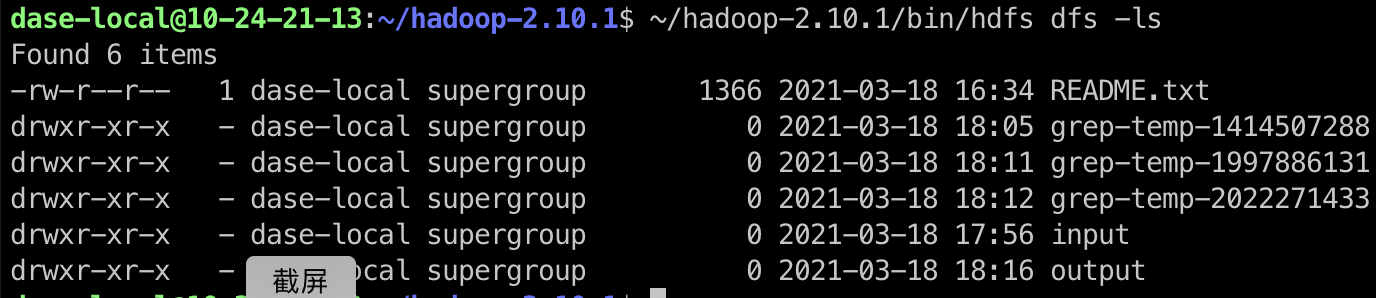 dase-local@10-24-21-13:~/hadoop-2.10.1$ ~/hadoop-2.10.1/bin/hdfs dfs -ls
Found 6 items
-rw-r--r--   1 dase-local supergroup       1366 2021-03-18 16:34 README.txt
drwxr-xr-x   - dase-local supergroup          0 2021-03-18 18:05 grep-temp-1414507288
drwxr-xr-x   - dase-local supergroup          0 2021-03-18 18:11 grep-temp-1997886131
drwxr-xr-x   - dase-local supergroup          0 2021-03-18 18:12 grep-temp-2022271433
drwxr-xr-x   - dase-local supergroup          0 2021-03-18 17:56 input
drwxr-xr-x   - local supergroup          0 2021-03-18 18:16 output
截屏